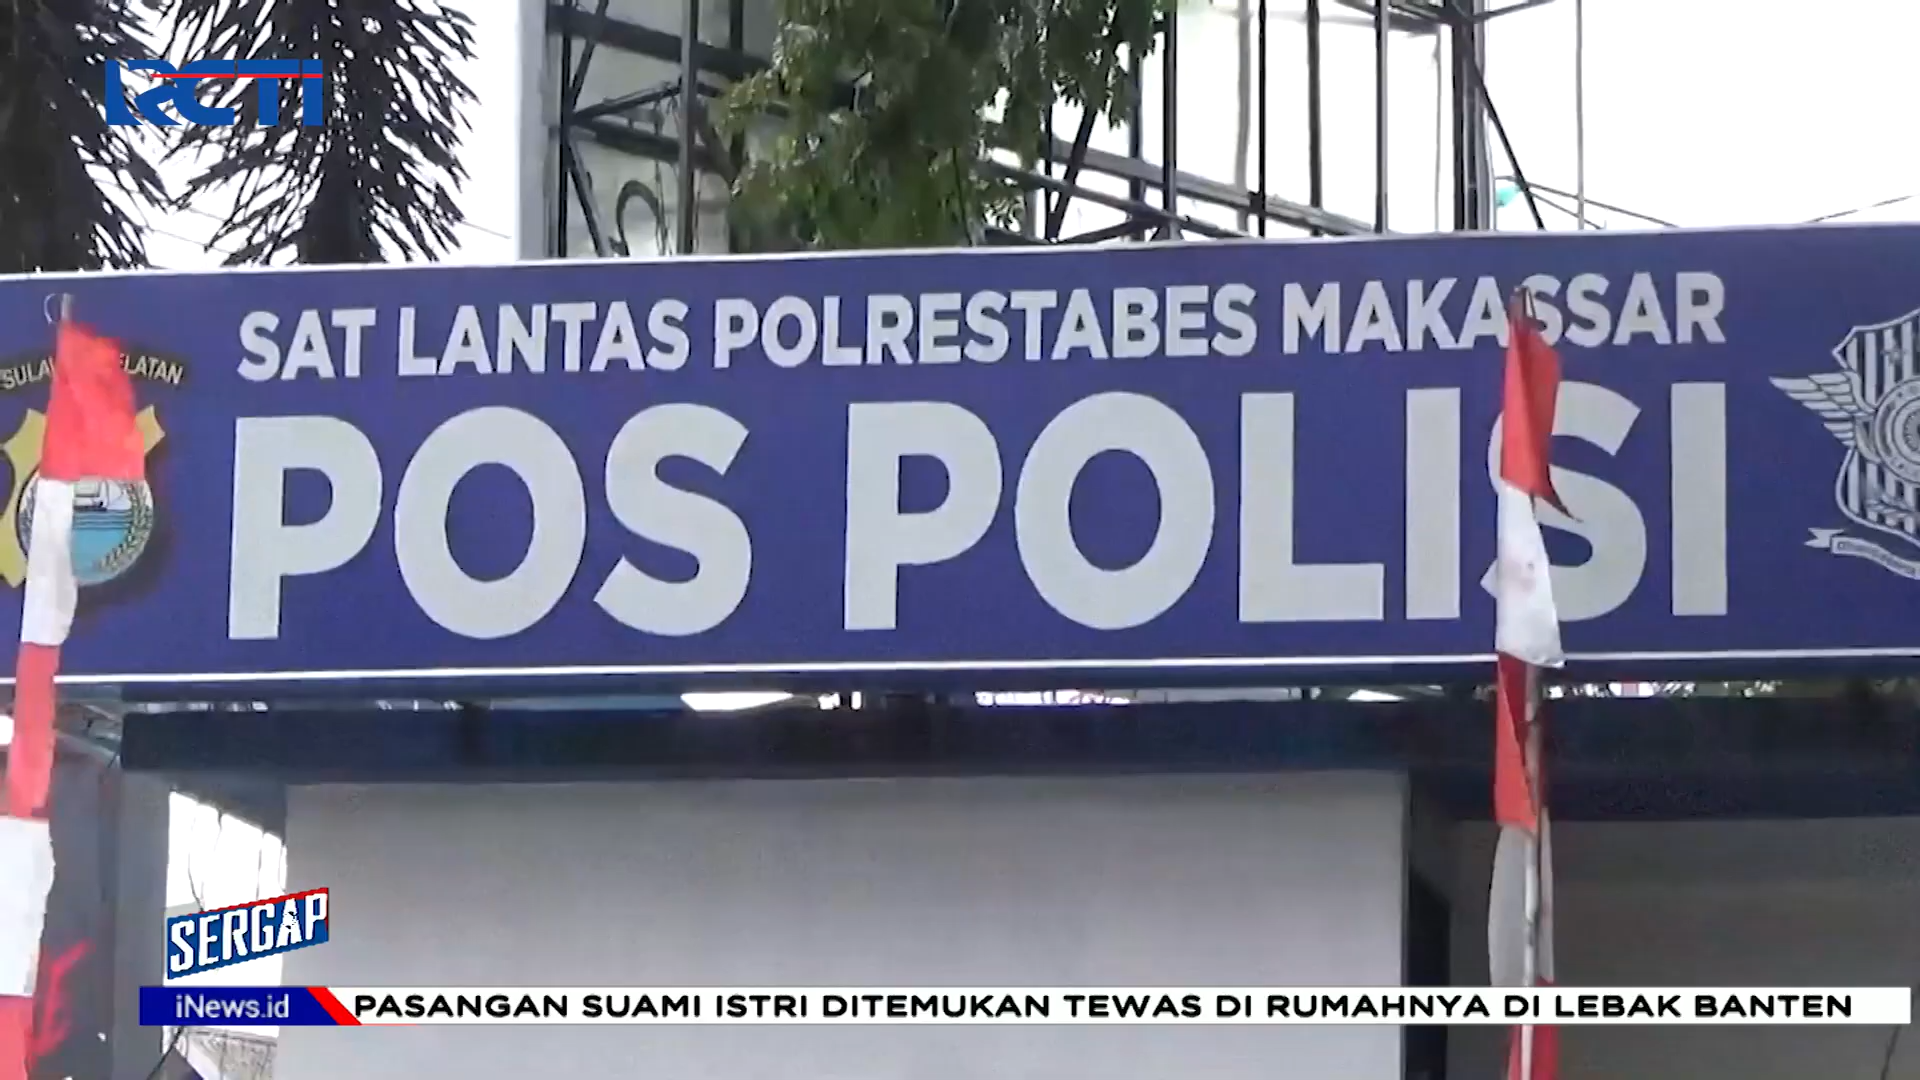 RCTI
SAT LANTAS POLRESTABES MAKASSAR
POS POLISI
SERGAP
iNews.id
PASANGAN SUAMI ISTRI DITEMUKAN TEWAS DI RUMAHNYA DI LEBAK BANTEN